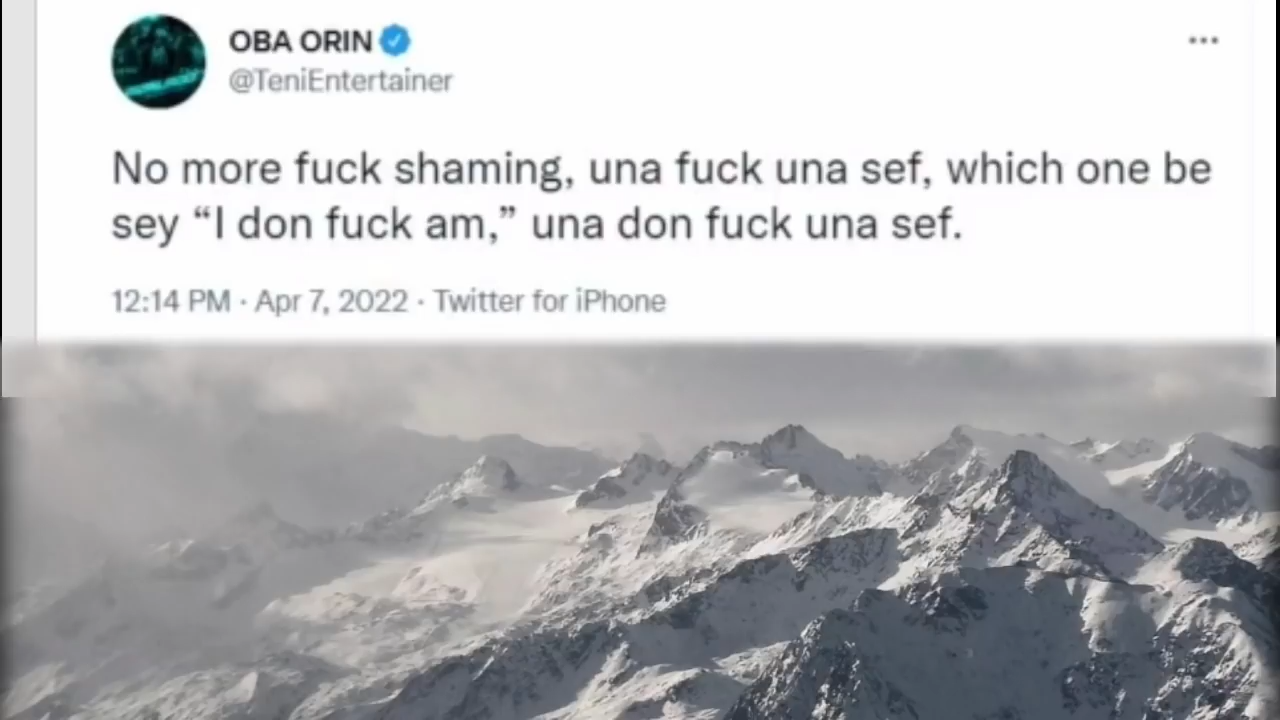 OBA ORIN
@TeniEntertainer
No more fuck shaming, una fuck una sef, which one be
sey “I don fuck am,” una don fuck una sef.
12:14 PM · Apr 7, 2022 · Twitter for iPhone